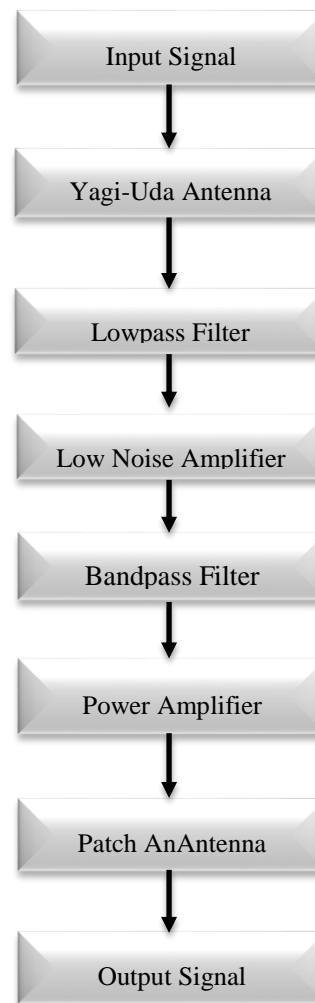 Input Signal
Yagi-Uda Antenna
Lowpass Filter
Low Noise Amplifier
Bandpass Filter
Power Amplifier
Patch AnAntenna
Output Signal